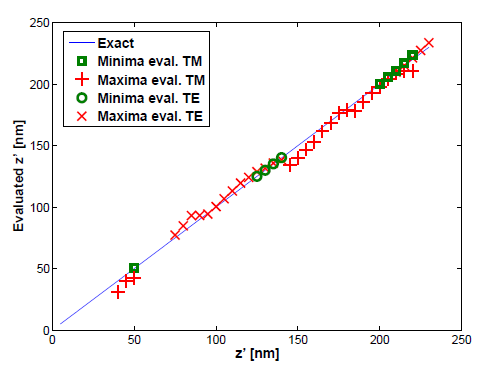 250
200
150
100
50
0
Evaluated z' [nm]
Exact
Minima eval. TM
Maxima eval. TM
Minima eval. TE
Maxima eval. TE
0 50 100 150 200 250
z' [nm]